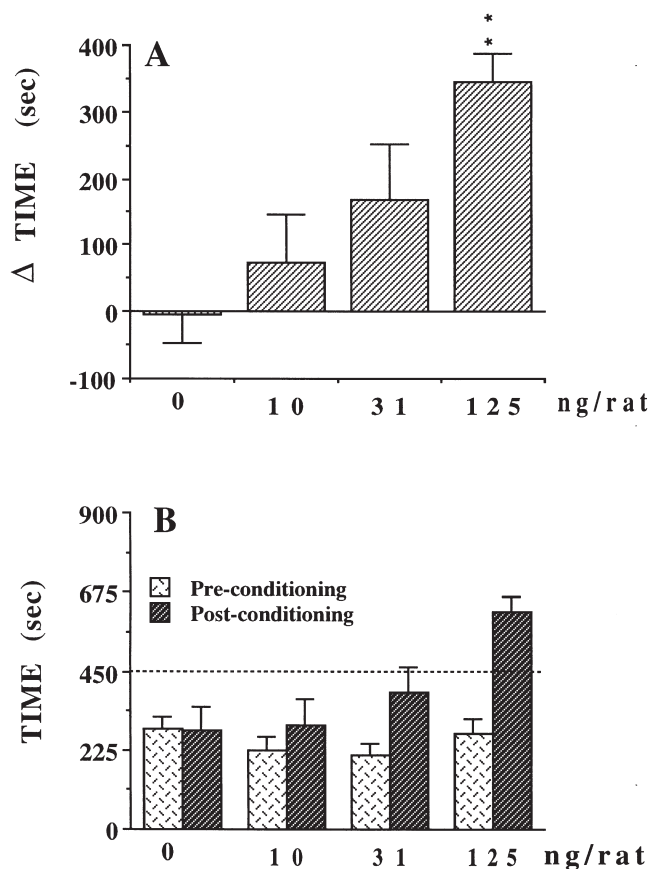 A
Δ TIME (sec)
400
300
200
100
0
-100
**
0 10 31 125 ng/rat
B
TIME (sec)
900
675
450
225
0
Pre-conditioning
Post-conditioning
0 10 31 125 ng/rat